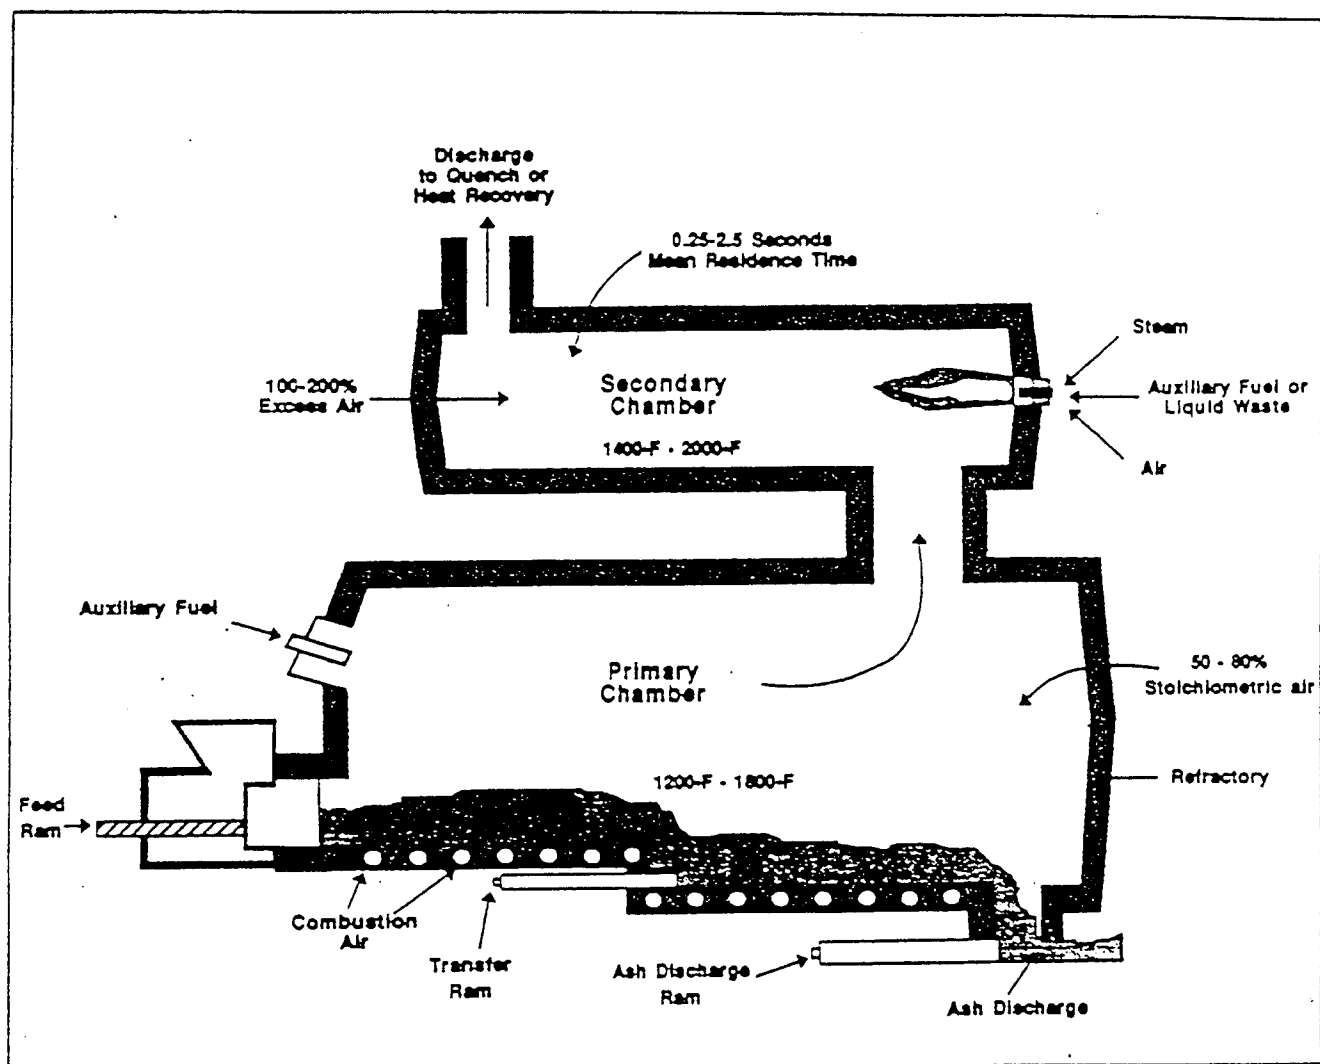 Discharge
to Quench or
Heat Recovery
0.25-2.5 Seconds
Mean Residence Time
Steam
100-200%
Excess Air
Secondary
Chamber
Auxiliary Fuel or
Liquid Waste
1400-F - 2000-F
Air
Auxiliary Fuel
Primary
Chamber
50 - 80%
Stoichiometric air
1200-F - 1800-F
Refractory
Feed
Ram
Combustion
Air
Transfer
Ram
Ash Discharge
Ram
Ash Discharge